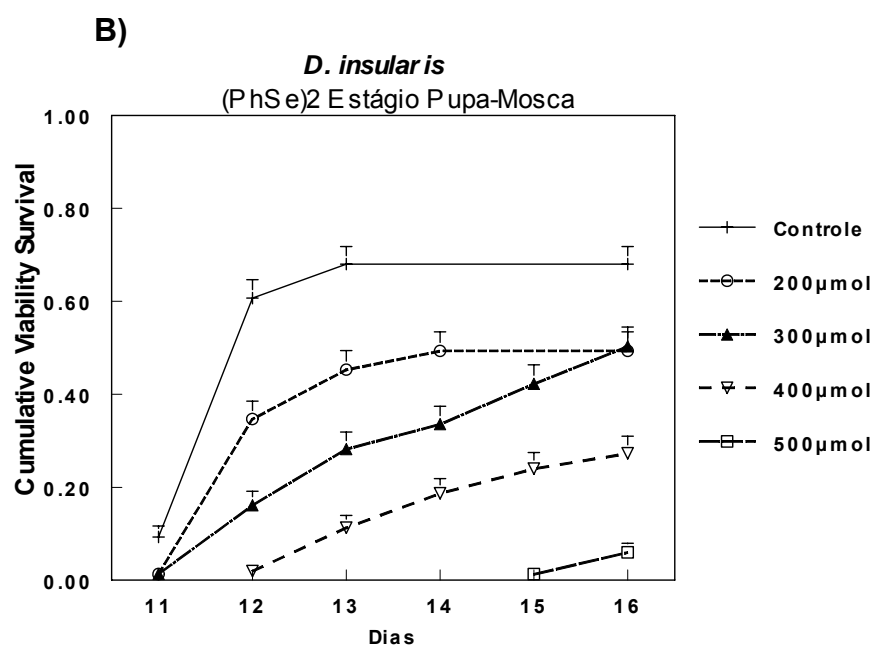 B)
D. insularis
(PhSe)2 Estágio Pupa-Mosca
Cumulative Viability Survival
1.00
0.80
0.60
0.40
0.20
0.00
11 12 13 14 15 16
Dias
Controle
200µmol
300µmol
400µmol
500µmol